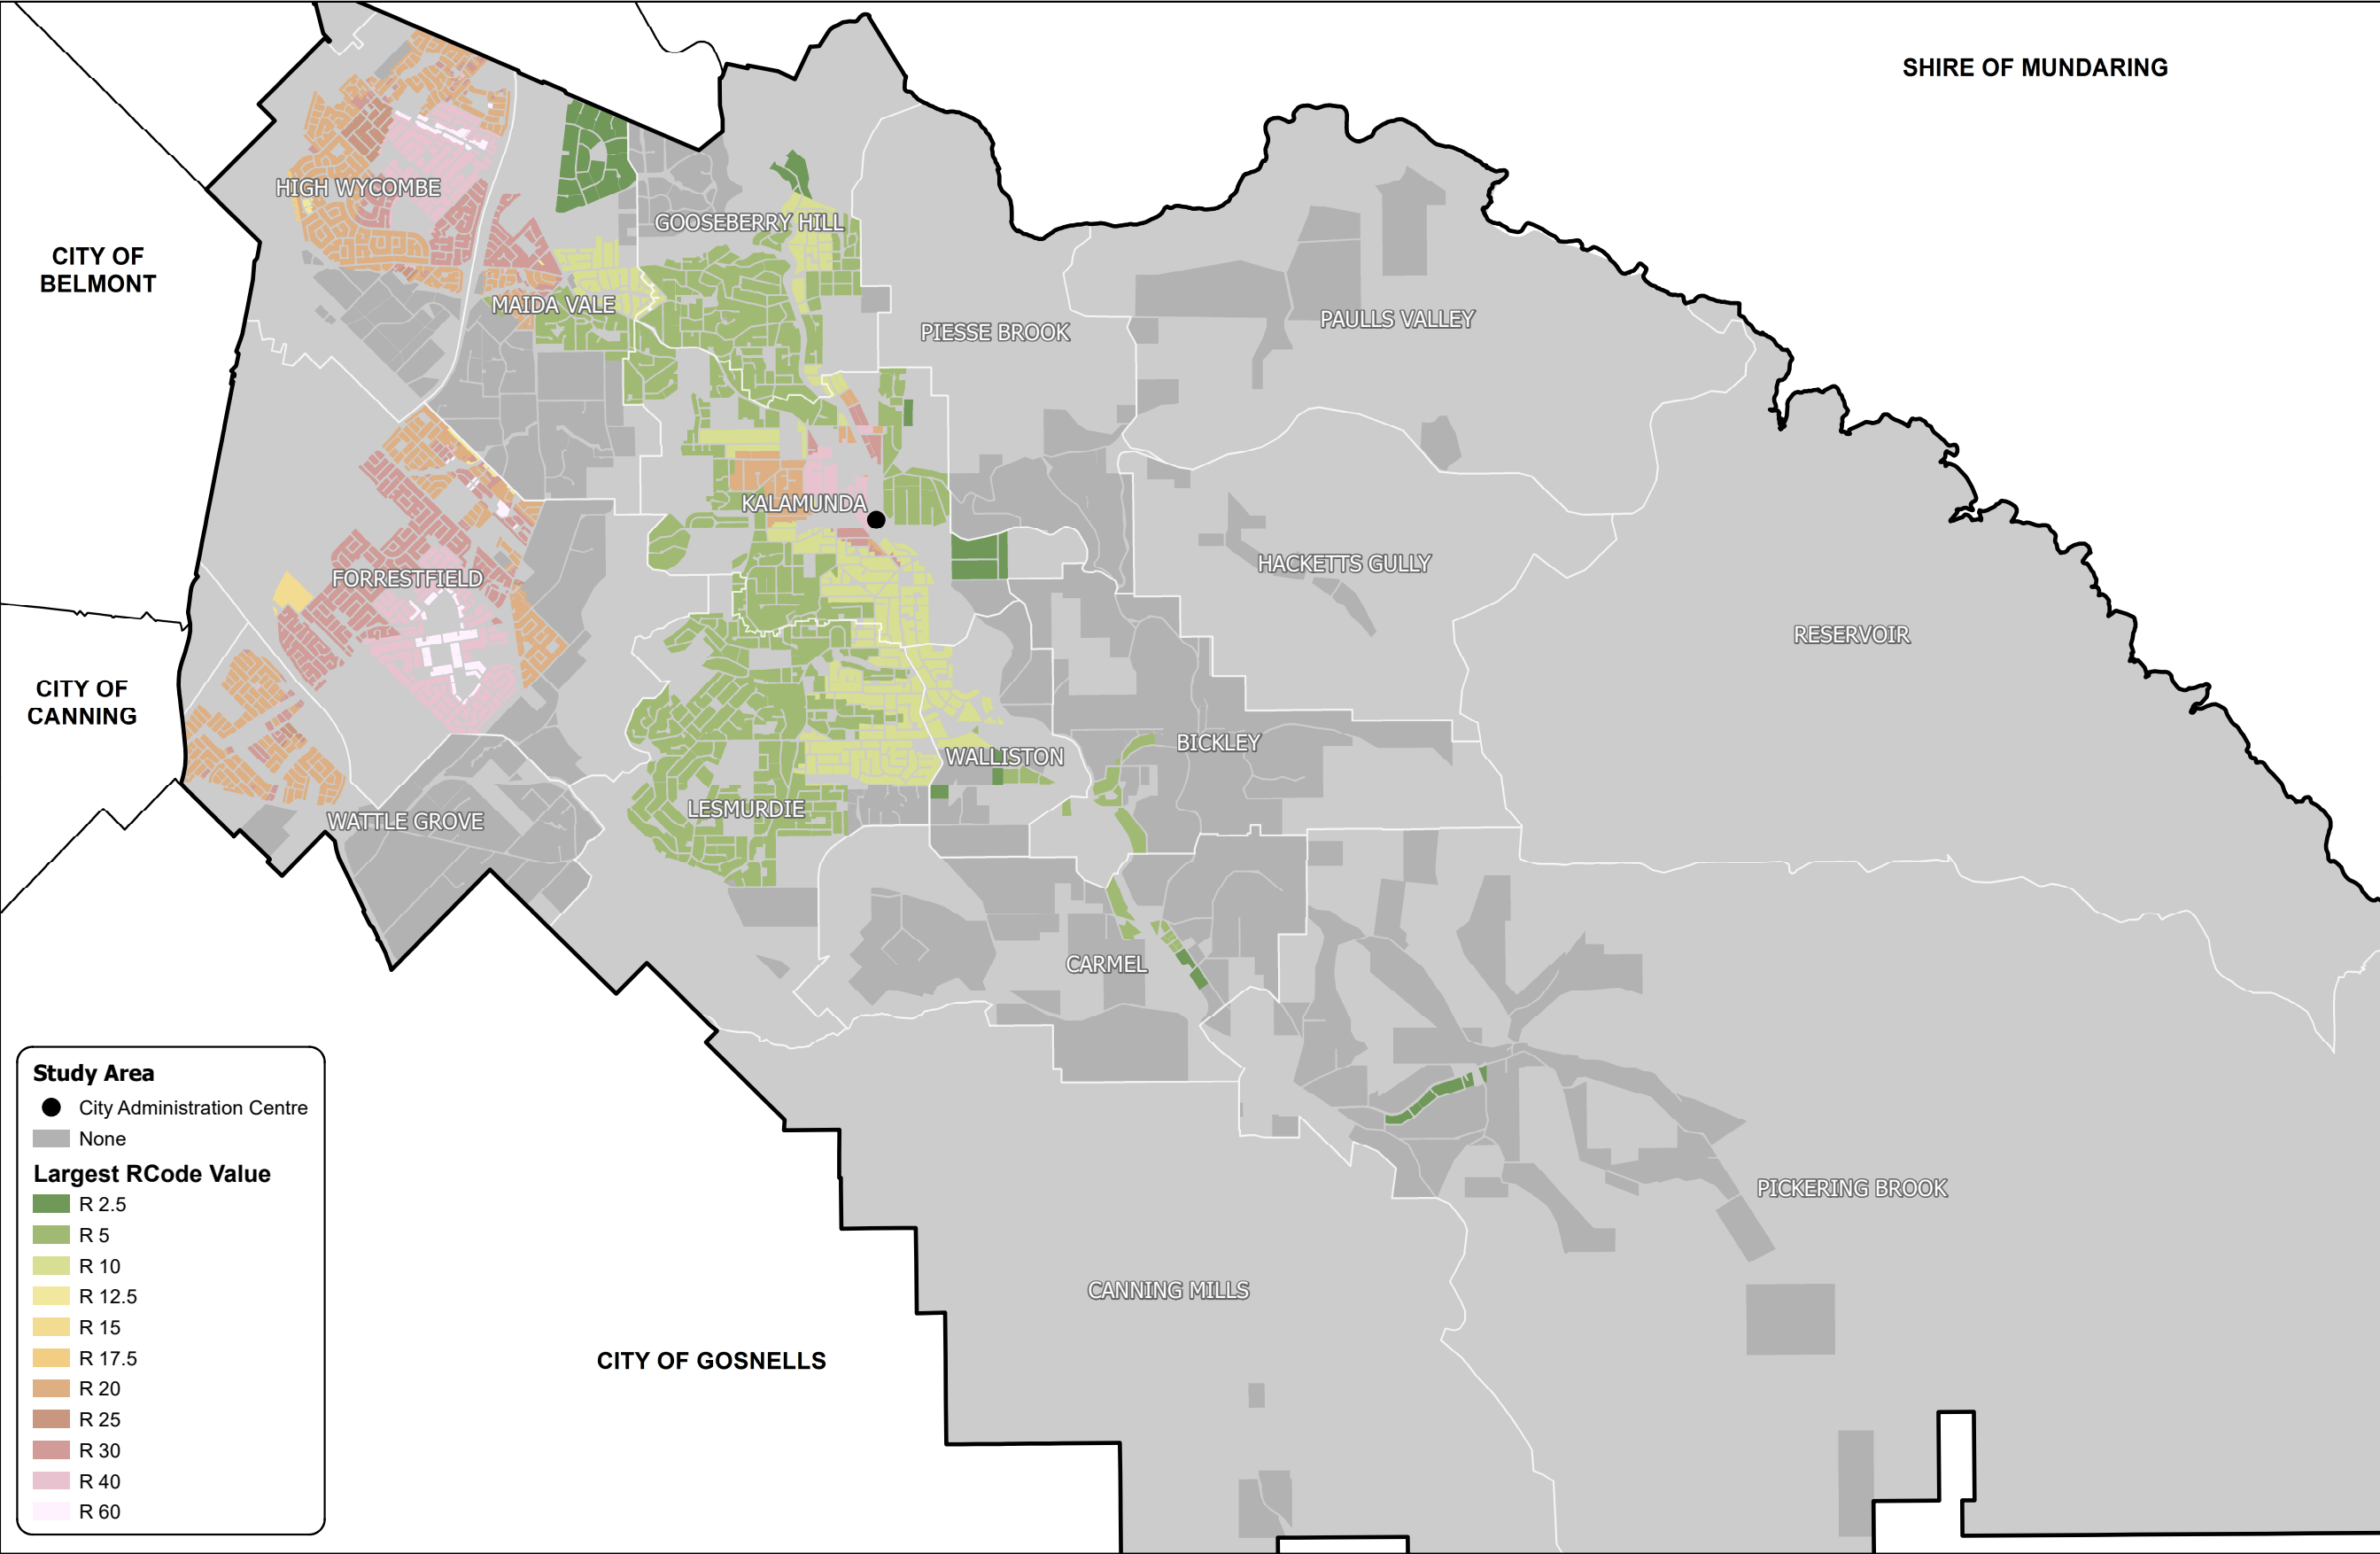 SHIRE OF MUNDARING
HIGH WYCOMBE
GOOSEBERRY HILL
CITY OF
BELMONT
MAIDA VALE
PIESSE BROOK
PAULLS VALLEY
KALAMUNDA
HACKETTS GULLY
FORRESTFIELD
RESERVOIR
CITY OF
CANNING
WALLISTON
BICKLEY
LESMURDIE
WATTLE GROVE
CARMEL
PICKERING BROOK
CANNING MILLS
CITY OF GOSNELLS
Study Area
City Administration Centre
None
Largest RCode Value
R 2.5
R 5
R 10
R 12.5
R 15
R 17.5
R 20
R 25
R 30
R 40
R 60